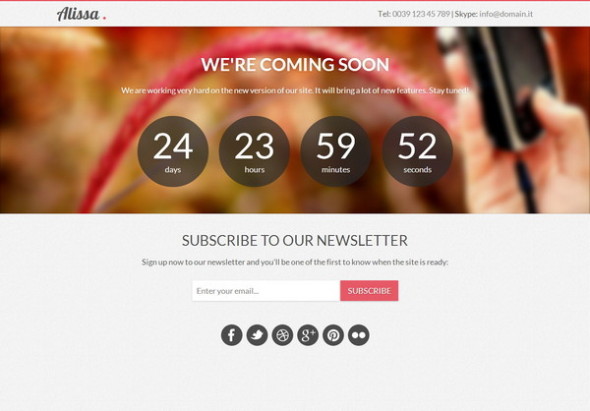 Alissa .
Tel: 0039 123 45 789 | Skype: info@domain.it
WE'RE COMING SOON
We are working very hard on the new version of our site. It will bring a lot of new features. Stay tuned!
24 23 59 52
days hours minutes seconds
SUBSCRIBE TO OUR NEWSLETTER
Sign up now to our newsletter and you'll be one of the first to know when the site is ready:
Enter your email... SUBSCRIBE